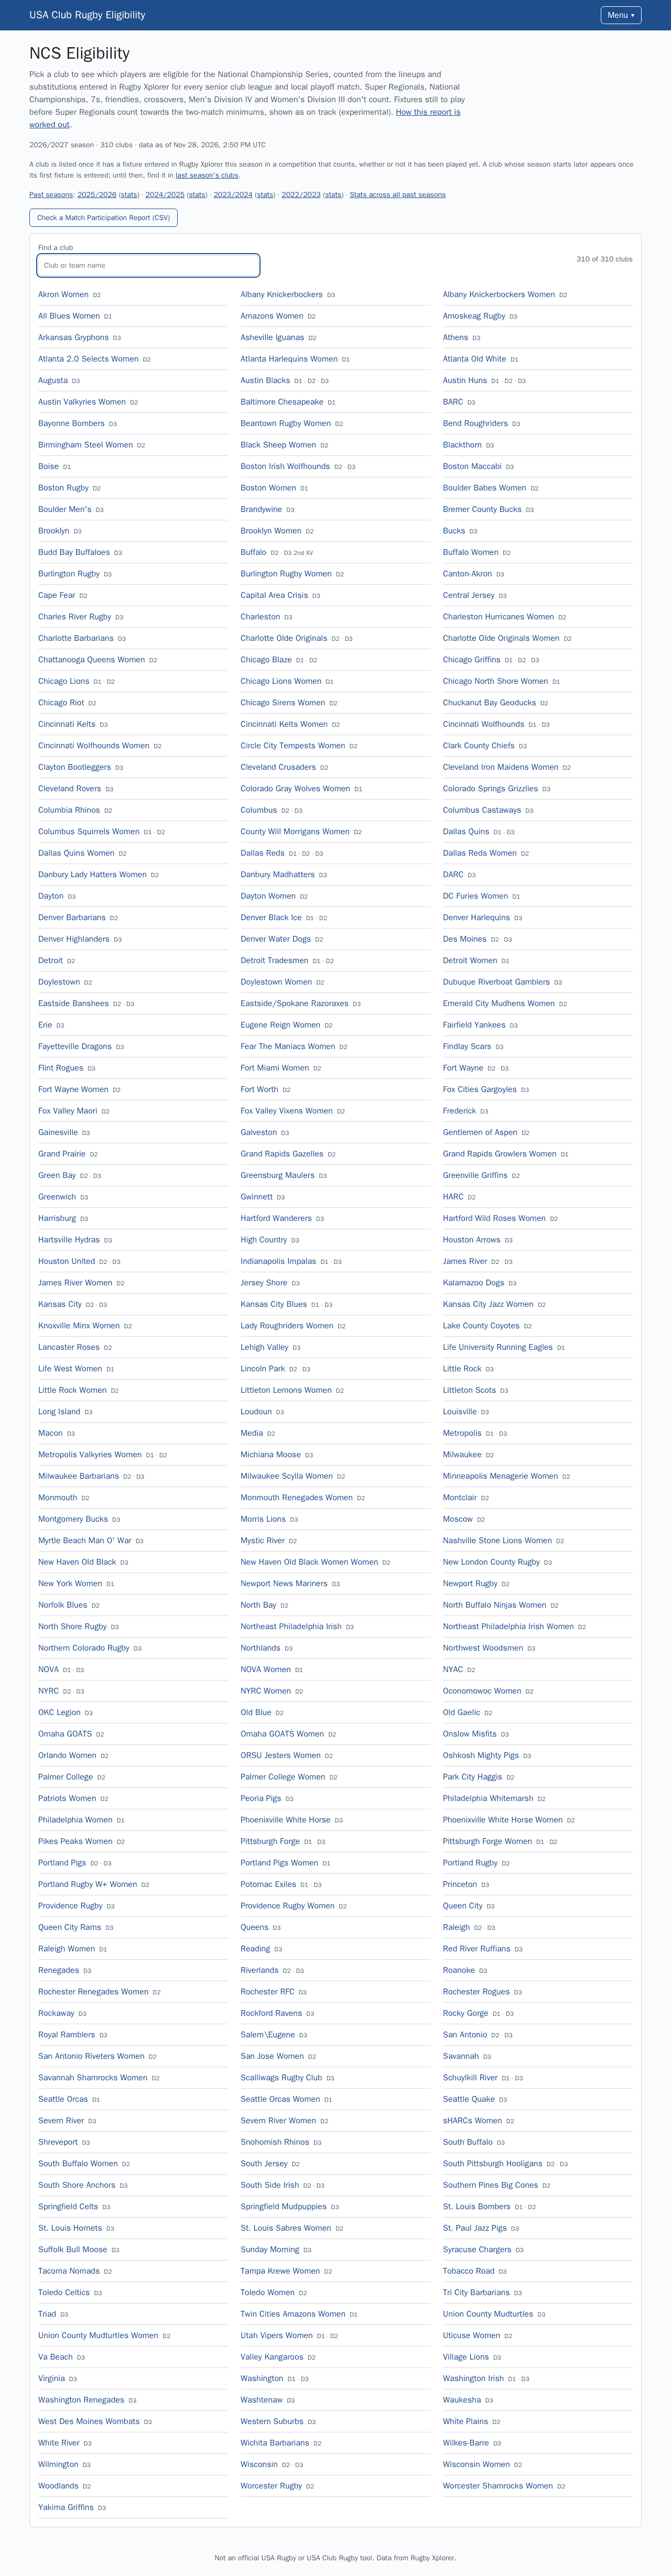 USA Club Rugby Eligibility
Menu ▾
NCS Eligibility
Pick a club to see which players are eligible for the National Championship Series, counted from the lineups and
substitutions entered in Rugby Xplorer for every senior club league and local playoff match. Super Regionals, National
Championships, 7s, friendlies, crossovers, Men's Division IV and Women's Division III don't count. Fixtures still to play
before Super Regionals count towards the two-match minimums, shown as on track (experimental). How this report is
worked out.
2026/2027 season · 310 clubs · data as of Nov 28, 2026, 2:50 PM UTC
A club is listed once it has a fixture entered in Rugby Xplorer this season in a competition that counts, whether or not it has been played yet. A club whose season starts later appears once
its first fixture is entered; until then, find it in last season's clubs.
Past seasons: 2025/2026 (stats) · 2024/2025 (stats) · 2023/2024 (stats) · 2022/2023 (stats) · Stats across all past seasons
Check a Match Participation Report (CSV)
Find a club
Club or team name
310 of 310 clubs
Akron Women D2
Albany Knickerbockers D3
Albany Knickerbockers Women D2
All Blues Women D1
Amazons Women D2
Amoskeag Rugby D3
Arkansas Gryphons D3
Asheville Iguanas D2
Athens D3
Atlanta 2.0 Selects Women D2
Atlanta Harlequins Women D1
Atlanta Old White D1
Augusta D3
Austin Blacks D1 · D2 · D3
Austin Huns D1 · D2 · D3
Austin Valkyries Women D2
Baltimore Chesapeake D1
BARC D3
Bayonne Bombers D3
Beantown Rugby Women D2
Bend Roughriders D3
Birmingham Steel Women D2
Black Sheep Women D2
Blackthorn D3
Boise D1
Boston Irish Wolfhounds D2 · D3
Boston Maccabi D3
Boston Rugby D2
Boston Women D1
Boulder Babes Women D2
Boulder Men's D3
Brandywine D3
Bremer County Bucks D3
Brooklyn D3
Brooklyn Women D2
Bucks D3
Budd Bay Buffaloes D3
Buffalo D2 · D3 2nd XV
Buffalo Women D2
Burlington Rugby D3
Burlington Rugby Women D2
Canton-Akron D3
Cape Fear D2
Capital Area Crisis D3
Central Jersey D3
Charles River Rugby D3
Charleston D3
Charleston Hurricanes Women D2
Charlotte Barbarians D3
Charlotte Olde Originals D2 · D3
Charlotte Olde Originals Women D2
Chattanooga Queens Women D2
Chicago Blaze D1 · D2
Chicago Griffins D1 · D2 · D3
Chicago Lions D1 · D2
Chicago Lions Women D1
Chicago North Shore Women D1
Chicago Riot D2
Chicago Sirens Women D2
Chuckanut Bay Geoducks D2
Cincinnati Kelts D3
Cincinnati Kelts Women D2
Cincinnati Wolfhounds D1 · D3
Cincinnati Wolfhounds Women D2
Circle City Tempests Women D2
Clark County Chiefs D3
Clayton Bootleggers D3
Cleveland Crusaders D2
Cleveland Iron Maidens Women D2
Cleveland Rovers D3
Colorado Gray Wolves Women D1
Colorado Springs Grizzlies D3
Columbia Rhinos D2
Columbus D2 · D3
Columbus Castaways D3
Columbus Squirrels Women D1 · D2
County Will Morrigans Women D2
Dallas Quins D1 · D3
Dallas Quins Women D2
Dallas Reds D1 · D2 · D3
Dallas Reds Women D2
Danbury Lady Hatters Women D2
Danbury Madhatters D3
DARC D3
Dayton D3
Dayton Women D2
DC Furies Women D1
Denver Barbarians D2
Denver Black Ice D1 · D2
Denver Harlequins D3
Denver Highlanders D3
Denver Water Dogs D2
Des Moines D2 · D3
Detroit D2
Detroit Tradesmen D1 · D2
Detroit Women D1
Doylestown D2
Doylestown Women D2
Dubuque Riverboat Gamblers D3
Eastside Banshees D2 · D3
Eastside/Spokane Razoraxes D3
Emerald City Mudhens Women D2
Erie D3
Eugene Reign Women D2
Fairfield Yankees D3
Fayetteville Dragons D3
Fear The Maniacs Women D2
Findlay Scars D3
Flint Rogues D3
Fort Miami Women D2
Fort Wayne D2 · D3
Fort Wayne Women D2
Fort Worth D2
Fox Cities Gargoyles D3
Fox Valley Maori D2
Fox Valley Vixens Women D2
Frederick D3
Gainesville D3
Galveston D3
Gentlemen of Aspen D2
Grand Prairie D2
Grand Rapids Gazelles D2
Grand Rapids Growlers Women D1
Green Bay D2 · D3
Greensburg Maulers D3
Greenville Griffins D2
Greenwich D3
Gwinnett D3
HARC D2
Harrisburg D3
Hartford Wanderers D3
Hartford Wild Roses Women D2
Hartsville Hydras D3
High Country D3
Houston Arrows D3
Houston United D2 · D3
Indianapolis Impalas D1 · D3
James River D2 · D3
James River Women D2
Jersey Shore D3
Kalamazoo Dogs D3
Kansas City D2 · D3
Kansas City Blues D1 · D3
Kansas City Jazz Women D2
Knoxville Minx Women D2
Lady Roughriders Women D2
Lake County Coyotes D2
Lancaster Roses D2
Lehigh Valley D3
Life University Running Eagles D1
Life West Women D1
Lincoln Park D2 · D3
Little Rock D3
Little Rock Women D2
Littleton Lemons Women D2
Littleton Scots D3
Long Island D3
Loudoun D3
Louisville D3
Macon D3
Media D2
Metropolis D1 · D3
Metropolis Valkyries Women D1 · D2
Michiana Moose D3
Milwaukee D2
Milwaukee Barbarians D2 · D3
Milwaukee Scylla Women D2
Minneapolis Menagerie Women D2
Monmouth D2
Monmouth Renegades Women D2
Montclair D2
Montgomery Bucks D3
Morris Lions D3
Moscow D2
Myrtle Beach Man O' War D3
Mystic River D2
Nashville Stone Lions Women D2
New Haven Old Black D3
New Haven Old Black Women Women D2
New London County Rugby D3
New York Women D1
Newport News Mariners D3
Newport Rugby D2
Norfolk Blues D2
North Bay D2
North Buffalo Ninjas Women D2
North Shore Rugby D3
Northeast Philadelphia Irish D3
Northeast Philadelphia Irish Women D2
Northern Colorado Rugby D3
Northlands D3
Northwest Woodsmen D3
NOVA D1 · D3
NOVA Women D1
NYAC D2
NYRC D2 · D3
NYRC Women D2
Oconomowoc Women D2
OKC Legion D3
Old Blue D2
Old Gaelic D2
Omaha GOATS D2
Omaha GOATS Women D2
Onslow Misfits D3
Orlando Women D2
ORSU Jesters Women D2
Oshkosh Mighty Pigs D3
Palmer College D2
Palmer College Women D2
Park City Haggis D2
Patriots Women D2
Peoria Pigs D3
Philadelphia Whitemarsh D2
Philadelphia Women D1
Phoenixville White Horse D3
Phoenixville White Horse Women D2
Pikes Peaks Women D2
Pittsburgh Forge D1 · D3
Pittsburgh Forge Women D1 · D2
Portland Pigs D2 · D3
Portland Pigs Women D1
Portland Rugby D2
Portland Rugby W+ Women D2
Potomac Exiles D1 · D3
Princeton D3
Providence Rugby D3
Providence Rugby Women D2
Queen City D3
Queen City Rams D3
Queens D3
Raleigh D2 · D3
Raleigh Women D1
Reading D3
Red River Ruffians D3
Renegades D3
Riverlands D2 · D3
Roanoke D3
Rochester Renegades Women D2
Rochester RFC D3
Rochester Rogues D3
Rockaway D3
Rockford Ravens D3
Rocky Gorge D1 · D3
Royal Ramblers D3
Salem\Eugene D3
San Antonio D2 · D3
San Antonio Riveters Women D2
San Jose Women D2
Savannah D3
Savannah Shamrocks Women D2
Scalliwags Rugby Club D3
Schuylkill River D1 · D3
Seattle Orcas D1
Seattle Orcas Women D1
Seattle Quake D3
Severn River D3
Severn River Women D2
sHARCs Women D2
Shreveport D3
Snohomish Rhinos D3
South Buffalo D3
South Buffalo Women D2
South Jersey D2
South Pittsburgh Hooligans D2 · D3
South Shore Anchors D3
South Side Irish D2 · D3
Southern Pines Big Cones D2
Springfield Celts D3
Springfield Mudpuppies D3
St. Louis Bombers D1 · D2
St. Louis Hornets D3
St. Louis Sabres Women D2
St. Paul Jazz Pigs D3
Suffolk Bull Moose D3
Sunday Morning D3
Syracuse Chargers D3
Tacoma Nomads D2
Tampa Krewe Women D2
Tobacco Road D3
Toledo Celtics D3
Toledo Women D2
Tri City Barbarians D3
Triad D3
Twin Cities Amazons Women D1
Union County Mudturtles D3
Union County Mudturtles Women D2
Utah Vipers Women D1 · D2
Uticuse Women D2
Va Beach D3
Valley Kangaroos D2
Village Lions D3
Virginia D3
Washington D1 · D3
Washington Irish D1 · D3
Washington Renegades D3
Washtenaw D3
Waukesha D3
West Des Moines Wombats D3
Western Suburbs D3
White Plains D2
White River D3
Wichita Barbarians D2
Wilkes-Barre D3
Wilmington D3
Wisconsin D2 · D3
Wisconsin Women D2
Woodlands D2
Worcester Rugby D2
Worcester Shamrocks Women D2
Yakima Griffins D3
Not an official USA Rugby or USA Club Rugby tool. Data from Rugby Xplorer.